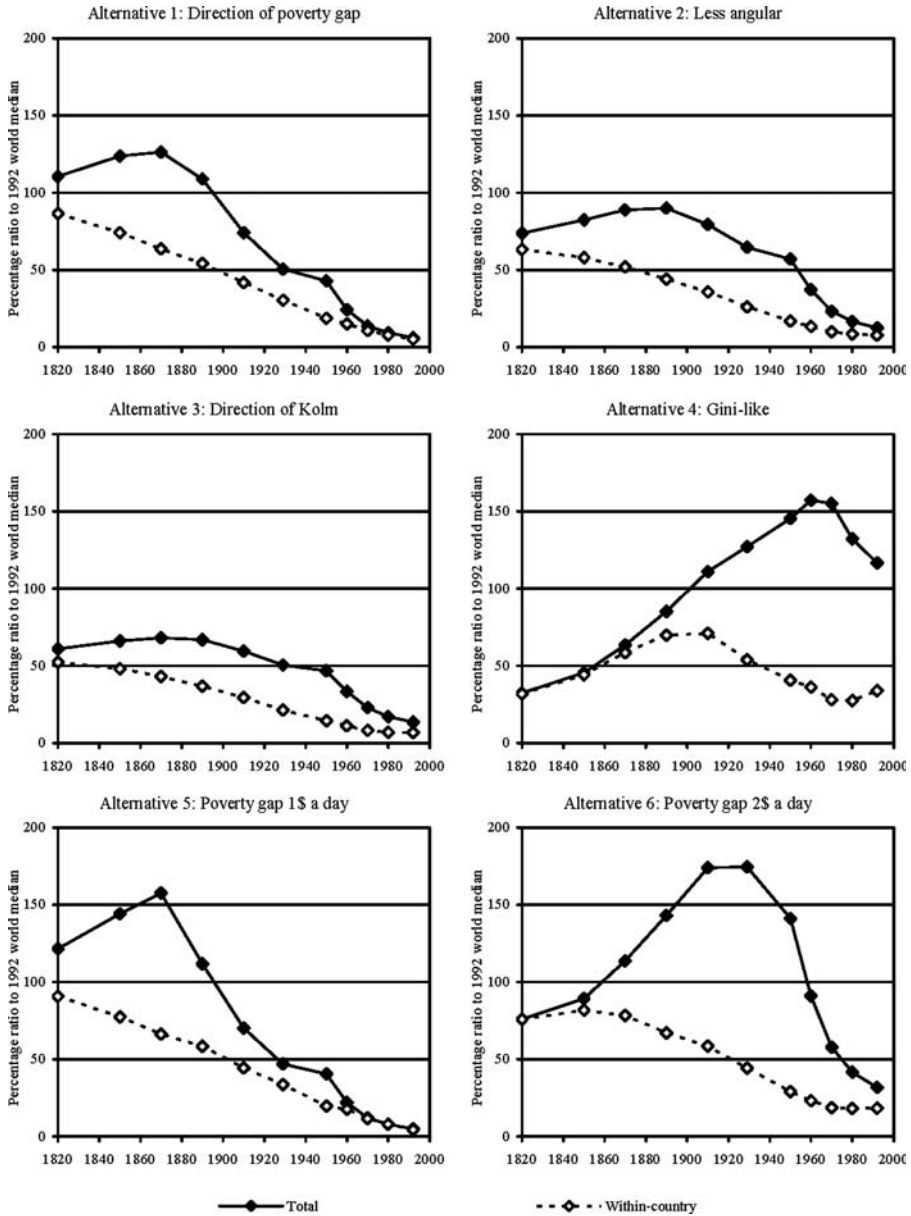 Alternative 1: Direction of poverty gap
Percentage ratio to 1992 world median
200
150
100
50
0
1820 1840 1860 1880 1900 1920 1940 1960 1980 2000
Alternative 2: Less angular
Percentage ratio to 1992 world median
200
150
100
50
0
1820 1840 1860 1880 1900 1920 1940 1960 1980 2000
Alternative 3: Direction of Kolm
Percentage ratio to 1992 world median
200
150
100
50
0
1820 1840 1860 1880 1900 1920 1940 1960 1980 2000
Alternative 4: Gini-like
Percentage ratio to 1992 world median
200
150
100
50
0
1820 1840 1860 1880 1900 1920 1940 1960 1980 2000
Alternative 5: Poverty gap 1$ a day
Percentage ratio to 1992 world median
200
150
100
50
0
1820 1840 1860 1880 1900 1920 1940 1960 1980 2000
Alternative 6: Poverty gap 2$ a day
Percentage ratio to 1992 world median
200
150
100
50
0
1820 1840 1860 1880 1900 1920 1940 1960 1980 2000
Total
Within-country